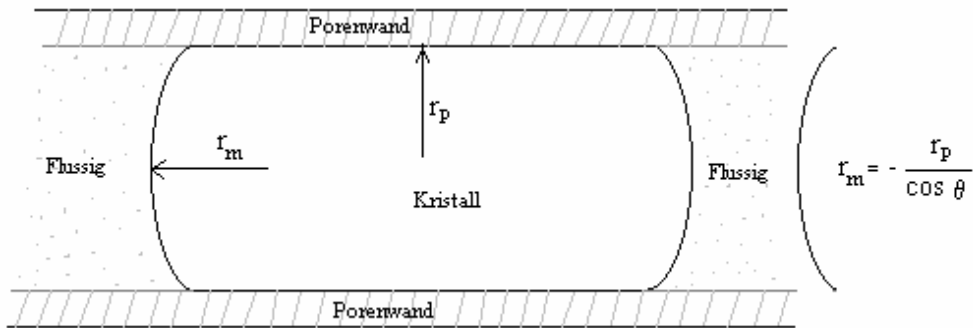 Porenwand
r_p
r_m
Flussig
Kristall
Flussig
r_m = - r_p / cos θ
Porenwand